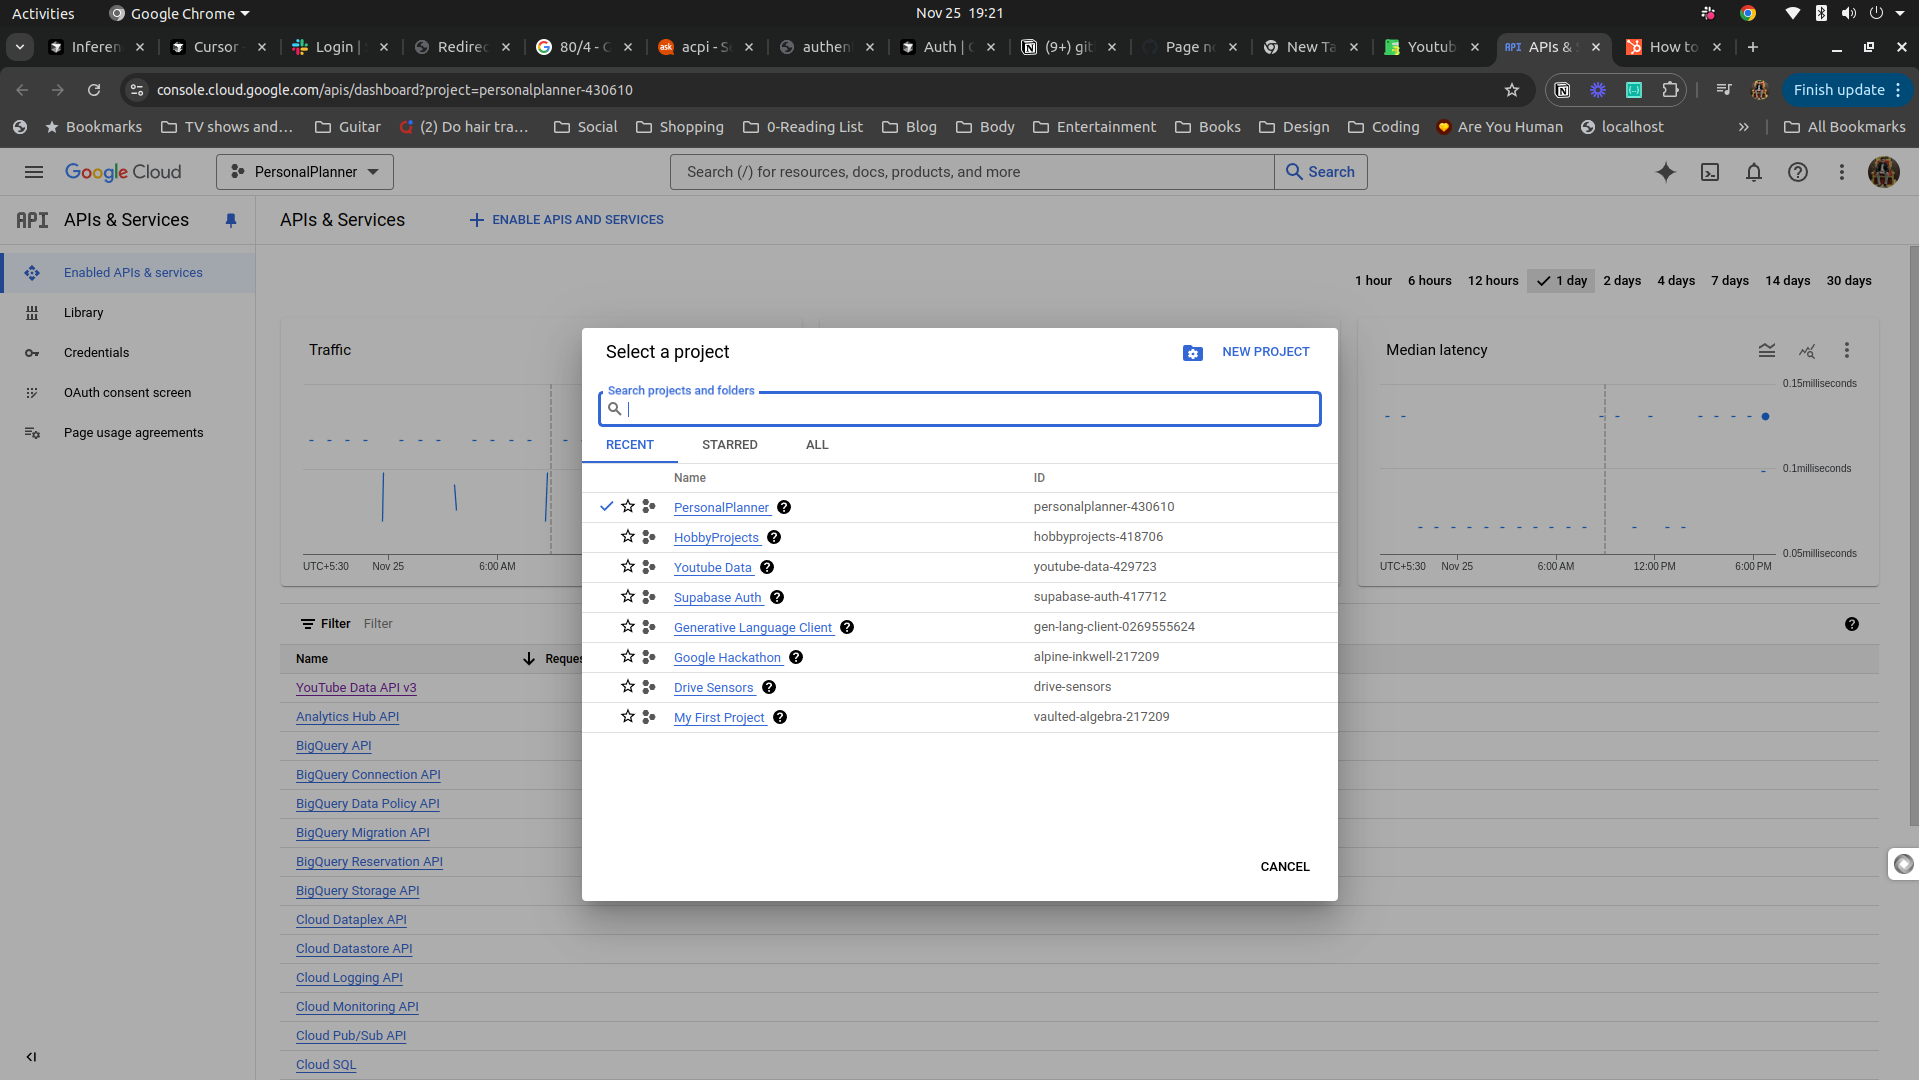 Activities
Google Chrome
Nov 25 19:21
Inferen
Cursor
Login |
Redirec
80/4 - G
acpi - S
authen
Auth | C
(9+) git
Page n
New Ta
Youtub
APIs &
How to
console.cloud.google.com/apis/dashboard?project=personalplanner-430610
Finish update
Bookmarks
TV shows and...
Guitar
(2) Do hair tra...
Social
Shopping
0-Reading List
Blog
Body
Entertainment
Books
Design
Coding
Are You Human
localhost
All Bookmarks
Google Cloud
PersonalPlanner
Search (/) for resources, docs, products, and more
Search
API APIs & Services
APIs & Services
ENABLE APIS AND SERVICES
Enabled APIs & services
Library
Credentials
OAuth consent screen
Page usage agreements
1 hour 6 hours 12 hours 1 day 2 days 4 days 7 days 14 days 30 days
Traffic
UTC+5:30 Nov 25 6:00 AM
Select a project
NEW PROJECT
Search projects and folders
RECENT STARRED ALL
Name ID
PersonalPlanner personalplanner-430610
HobbyProjects hobbyprojects-418706
Youtube Data youtube-data-429723
Supabase Auth supabase-auth-417712
Generative Language Client gen-lang-client-0269555624
Google Hackathon alpine-inkwell-217209
Drive Sensors drive-sensors
My First Project vaulted-algebra-217209
CANCEL
Median latency
0.15milliseconds
0.1milliseconds
0.05milliseconds
UTC+5:30 Nov 25 6:00 AM 12:00 PM 6:00 PM
Filter Filter
Name Reques
YouTube Data API v3
Analytics Hub API
BigQuery API
BigQuery Connection API
BigQuery Data Policy API
BigQuery Migration API
BigQuery Reservation API
BigQuery Storage API
Cloud Dataplex API
Cloud Datastore API
Cloud Logging API
Cloud Monitoring API
Cloud Pub/Sub API
Cloud SQL